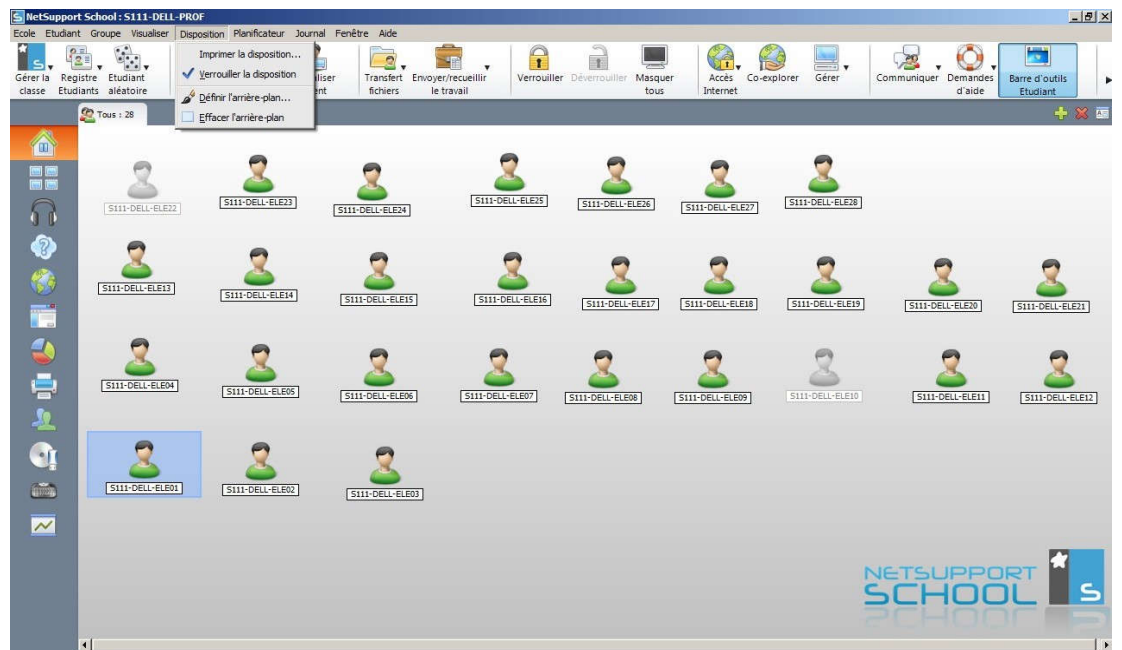 NetSupport School : S111-DELL-PROF
Ecole Etudiant Groupe Visualiser Disposition Planificateur Journal Fenêtre Aide
Imprimer la disposition...
Verrouiller la disposition
Définir l'arrière-plan...
Effacer l'arrière-plan
Gérer la classe
Registre Etudiants
Etudiant aléatoire
Transfert fichiers
Envoyer/recueillir le travail
Verrouiller
Déverrouiller
Masquer tous
Accès Internet
Co-explorer
Gérer
Communiquer
Demandes d'aide
Barre d'outils Etudiant
Tous : 28
S111-DELL-ELE22
S111-DELL-ELE23
S111-DELL-ELE24
S111-DELL-ELE25
S111-DELL-ELE26
S111-DELL-ELE27
S111-DELL-ELE28
S111-DELL-ELE13
S111-DELL-ELE14
S111-DELL-ELE15
S111-DELL-ELE16
S111-DELL-ELE17
S111-DELL-ELE18
S111-DELL-ELE19
S111-DELL-ELE20
S111-DELL-ELE21
S111-DELL-ELE04
S111-DELL-ELE05
S111-DELL-ELE06
S111-DELL-ELE07
S111-DELL-ELE08
S111-DELL-ELE09
S111-DELL-ELE10
S111-DELL-ELE11
S111-DELL-ELE12
S111-DELL-ELE01
S111-DELL-ELE02
S111-DELL-ELE03
NETSUPPORT
SCHOOL
S